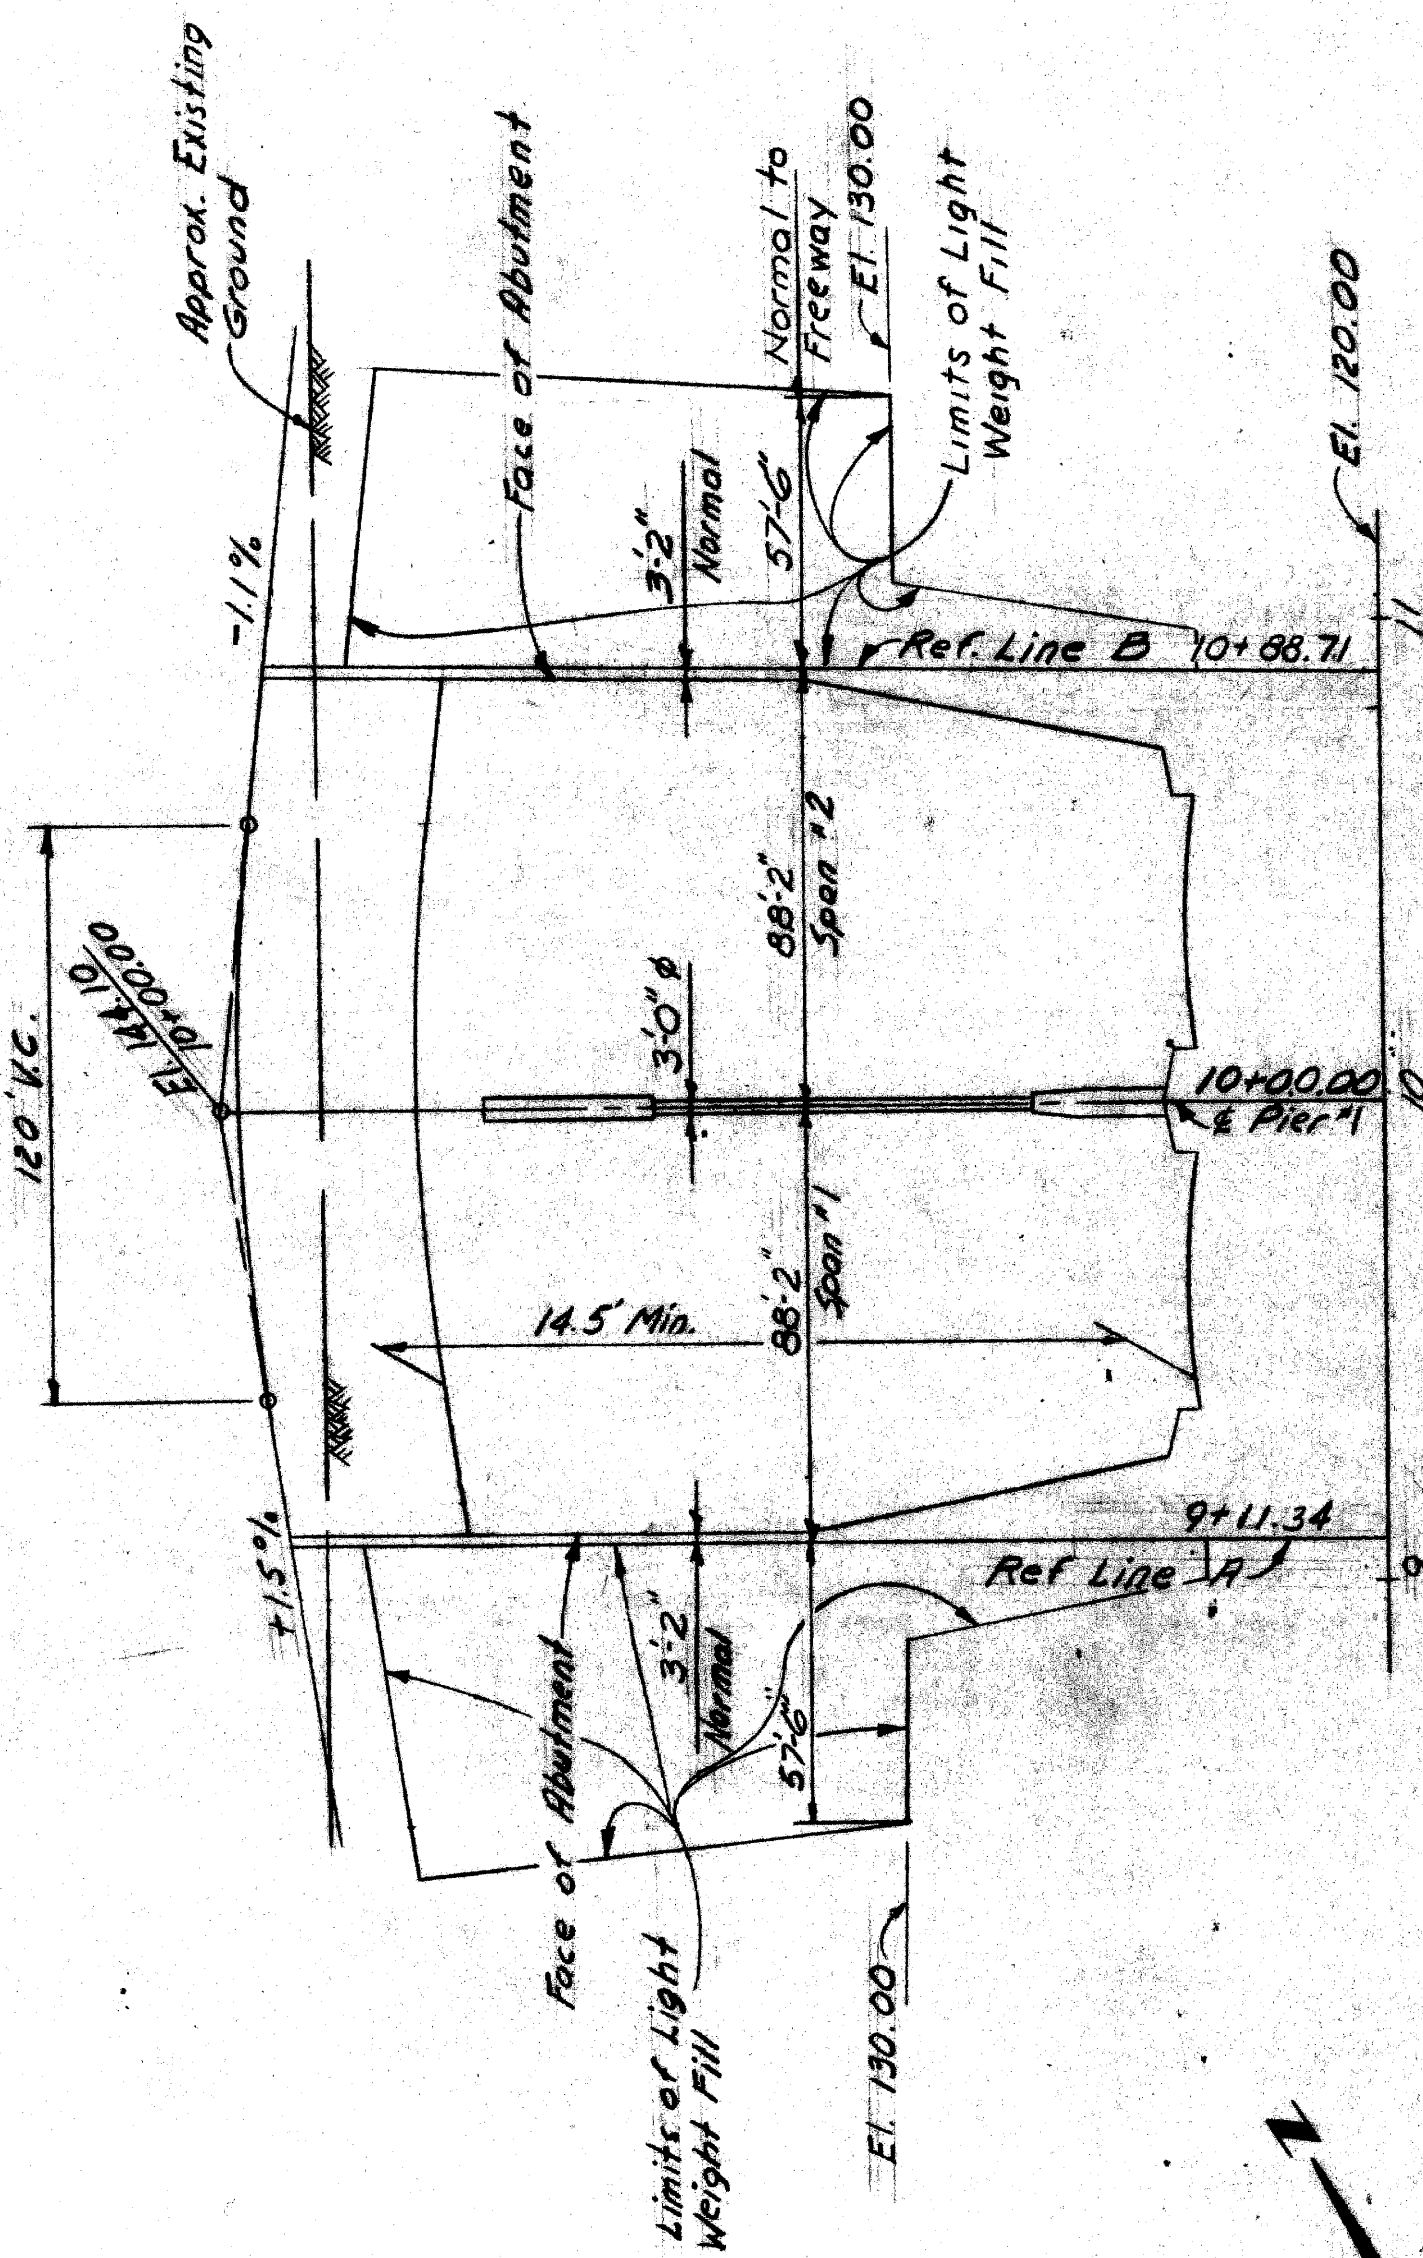 120' V.C.
El. 144.10
10+00.00
+1.5%
-1.1%
Approx. Existing
Ground
Face of Abutment
Face of Abutment
14.5' Min.
3'-2"
Normal
3'-0" ø
3'-2"
Normal
57'-6"
88'-2"
Span #1
88'-2"
Span #2
57'-6"
Normal to
Freeway
Limits of Light
Weight Fill
El. 130.00
El. 130.00
Limits of Light
Weight Fill
Ref Line A
9+11.34
10+00.00
℄ Pier #1
Ref. Line B
10+88.71
El. 120.00
9
10
11
N